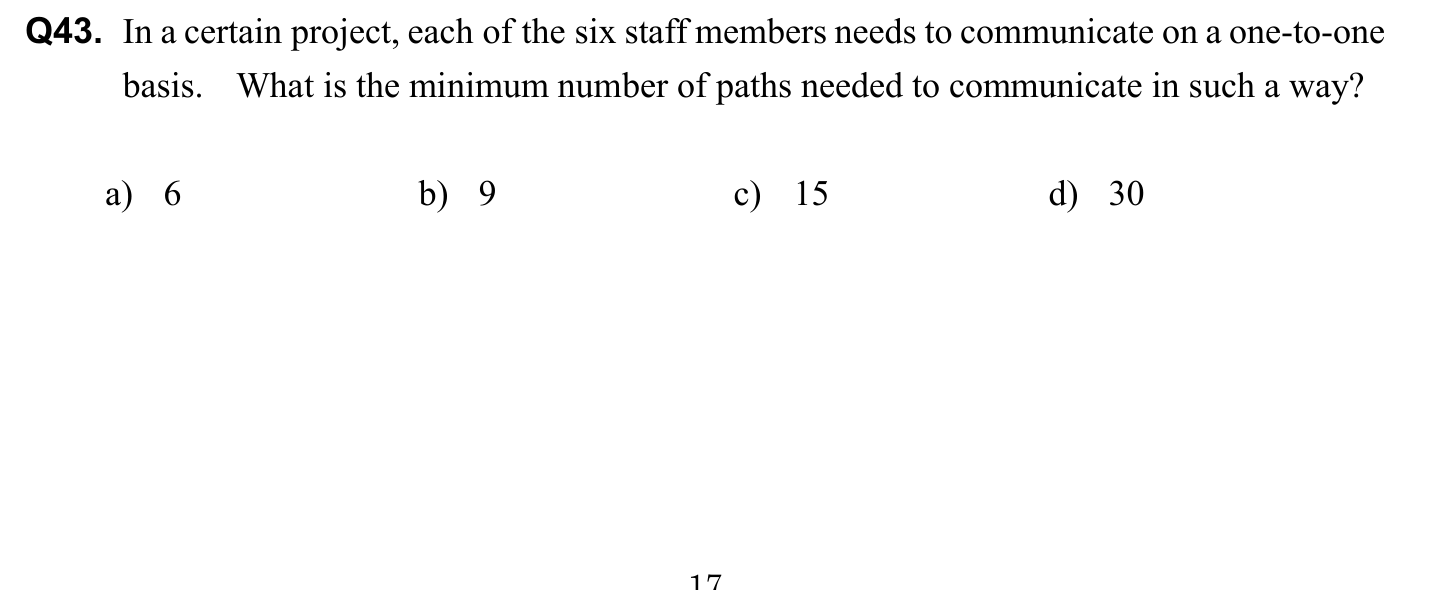 Q43. In a certain project, each of the six staff members needs to communicate on a one-to-one
basis. What is the minimum number of paths needed to communicate in such a way?
a) 6 b) 9 c) 15 d) 30
17